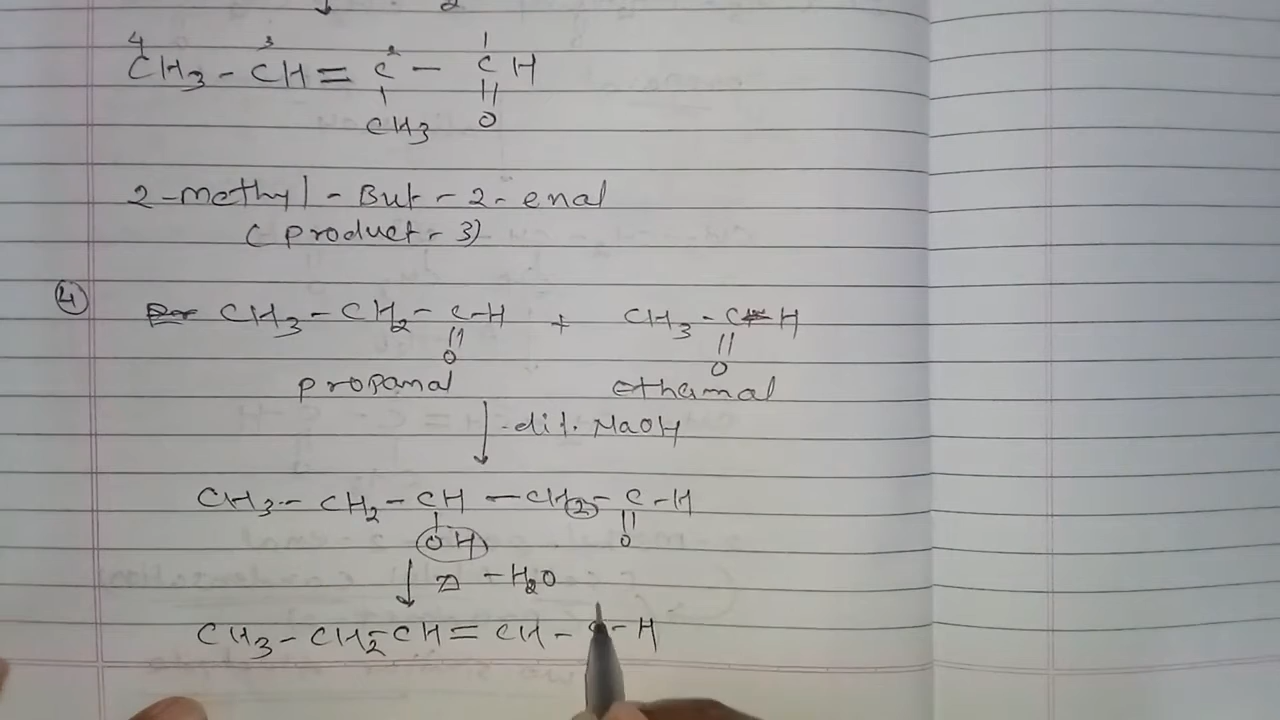 2
4 3 2 1
CH3 - CH = C - CH
CH3 O
2-methyl-But-2-enal
(product-3)
④ CH3-CH2-C-H + CH3-C-H
O O
propanal ethanal
dil. NaOH
CH3-CH2-CH-CH2-C-H
OH O
Δ -H2O
CH3-CH2-CH=CH-C-H